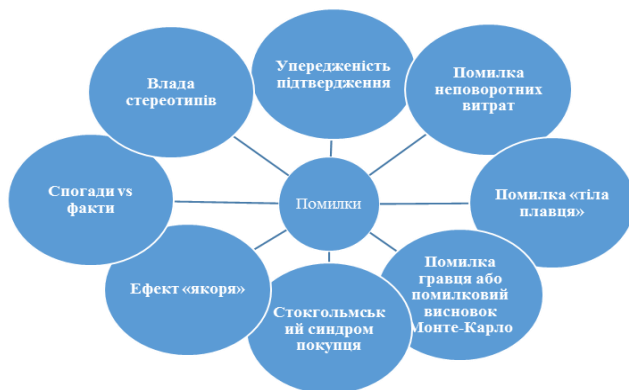 Упередженість
підтвердження
Помилка
неповоротних
витрат
Помилка «тіла
плавця»
Помилка
гравця або
помилковий
висновок
Монте-Карло
Стокгольмськ
ий синдром
покупця
Ефект «якоря»
Спогади vs
факти
Влада
стереотипів
Помилки